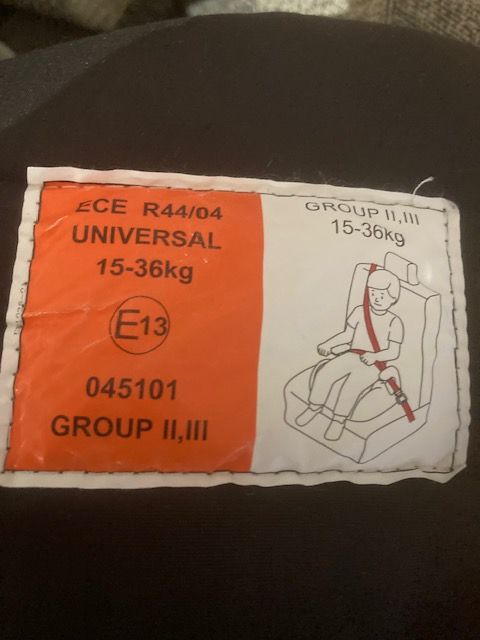 ECE R44/04
UNIVERSAL
15-36kg
E13
045101
GROUP II,III
GROUP II,III
15-36kg